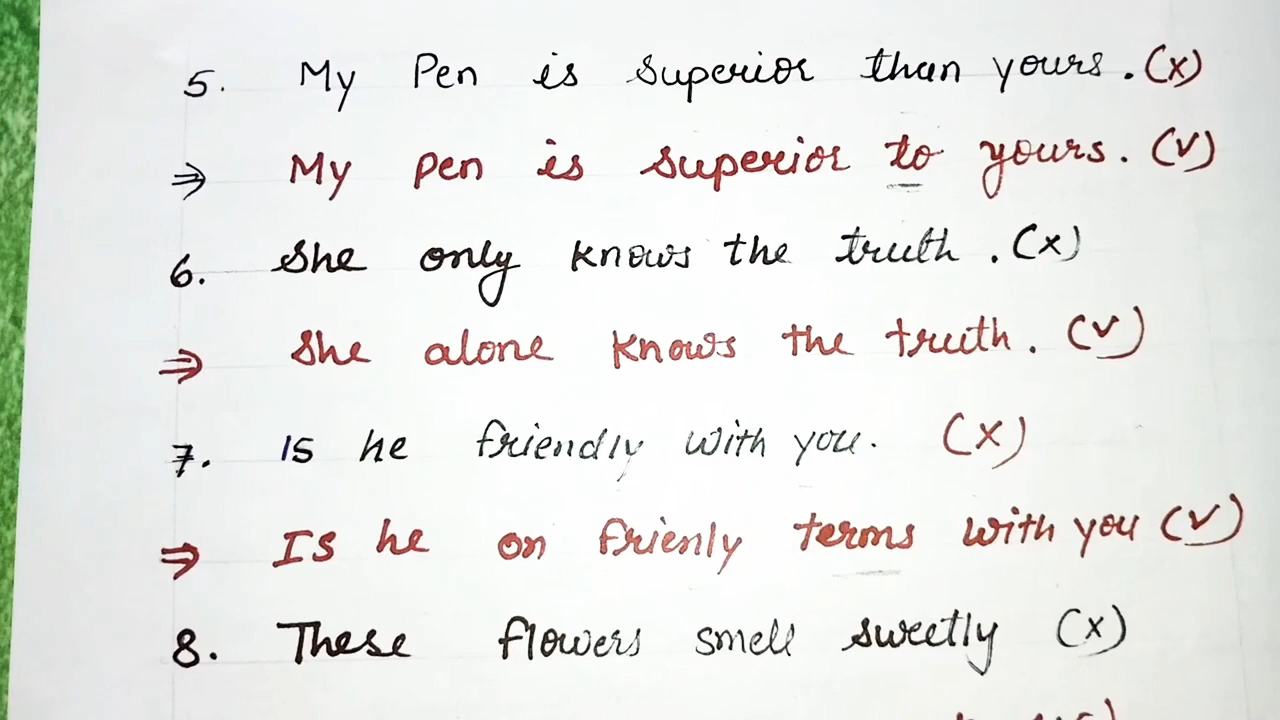 5. My Pen is superior than yours. (x)
⇒ My Pen is superior to yours. (✓)
6. She only knows the truth. (x)
⇒ She alone knows the truth. (✓)
7. Is he friendly with you. (x)
⇒ Is he on frienly terms with you (✓)
8. These flowers smell sweetly (x)